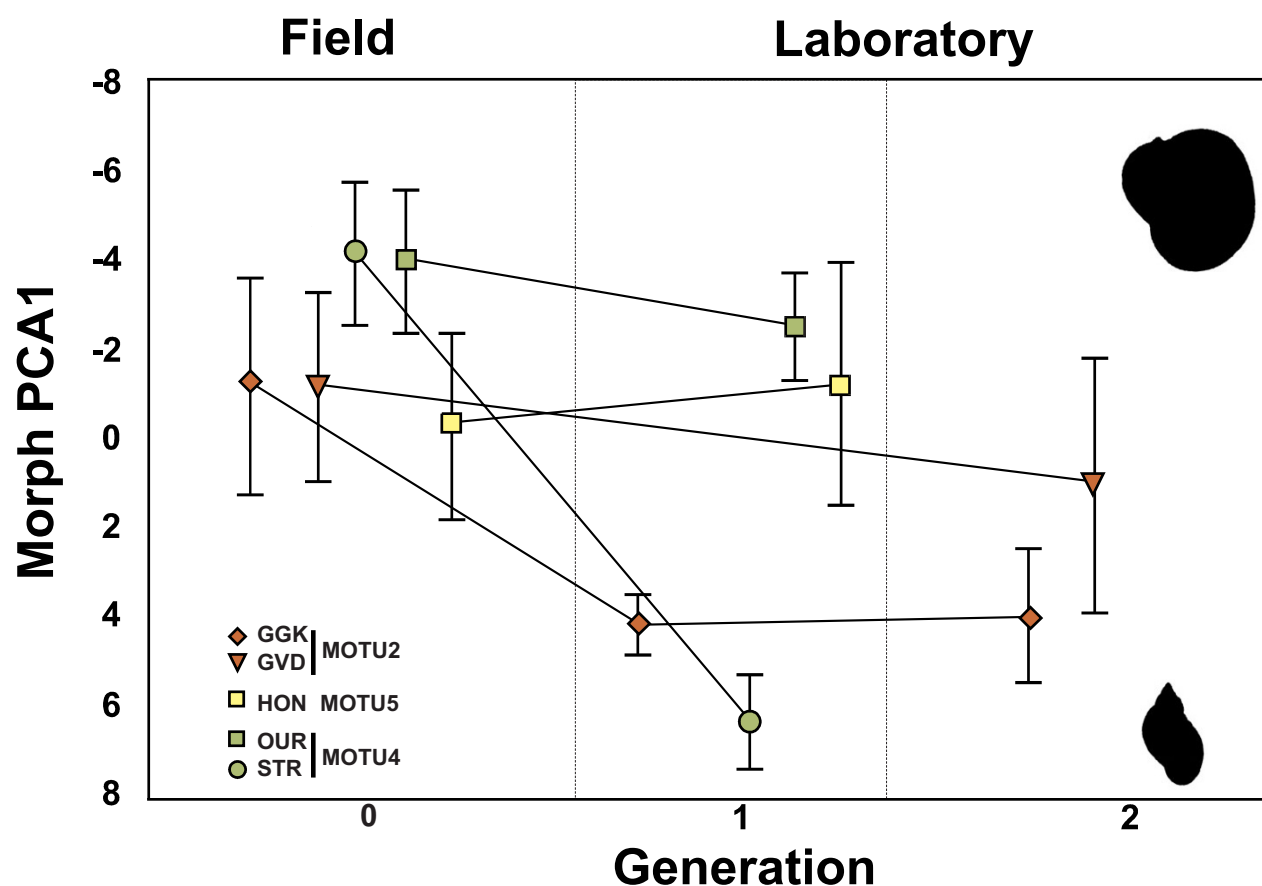 Field
Laboratory
-8
-6
-4
-2
0
2
4
6
8
Morph PCA1
GGK
GVD
MOTU2
HON MOTU5
OUR
STR
MOTU4
0
1
2
Generation